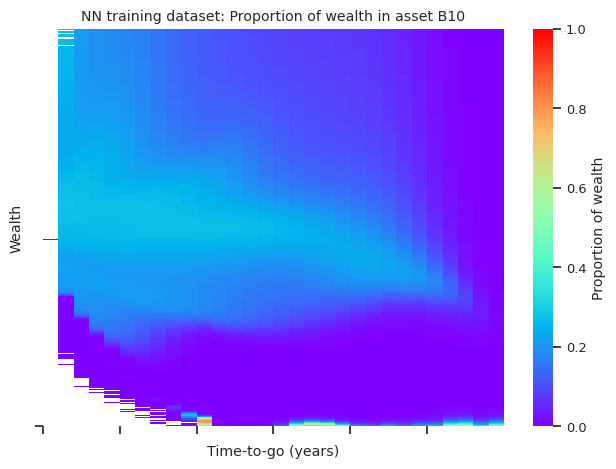 NN training dataset: Proportion of wealth in asset B10
Wealth
Time-to-go (years)
1.0
0.8
0.6
0.4
0.2
0.0
Proportion of wealth